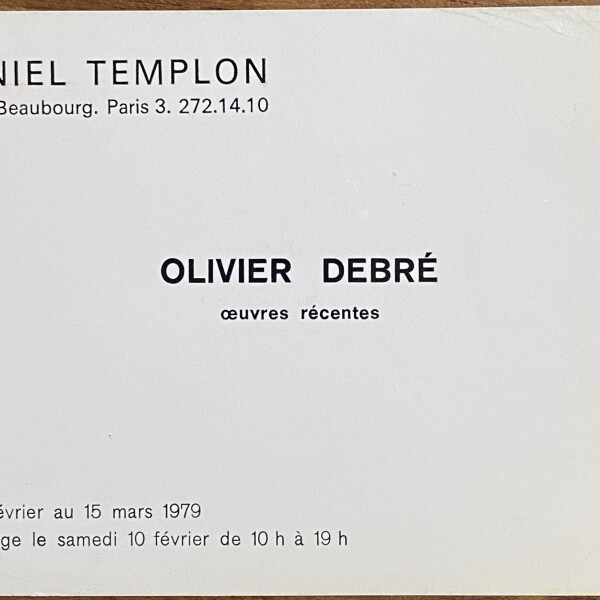 NIEL TEMPLON
Beaubourg. Paris 3. 272.14.10
OLIVIER DEBRÉ
œuvres récentes
évrier au 15 mars 1979
ge le samedi 10 février de 10 h à 19 h